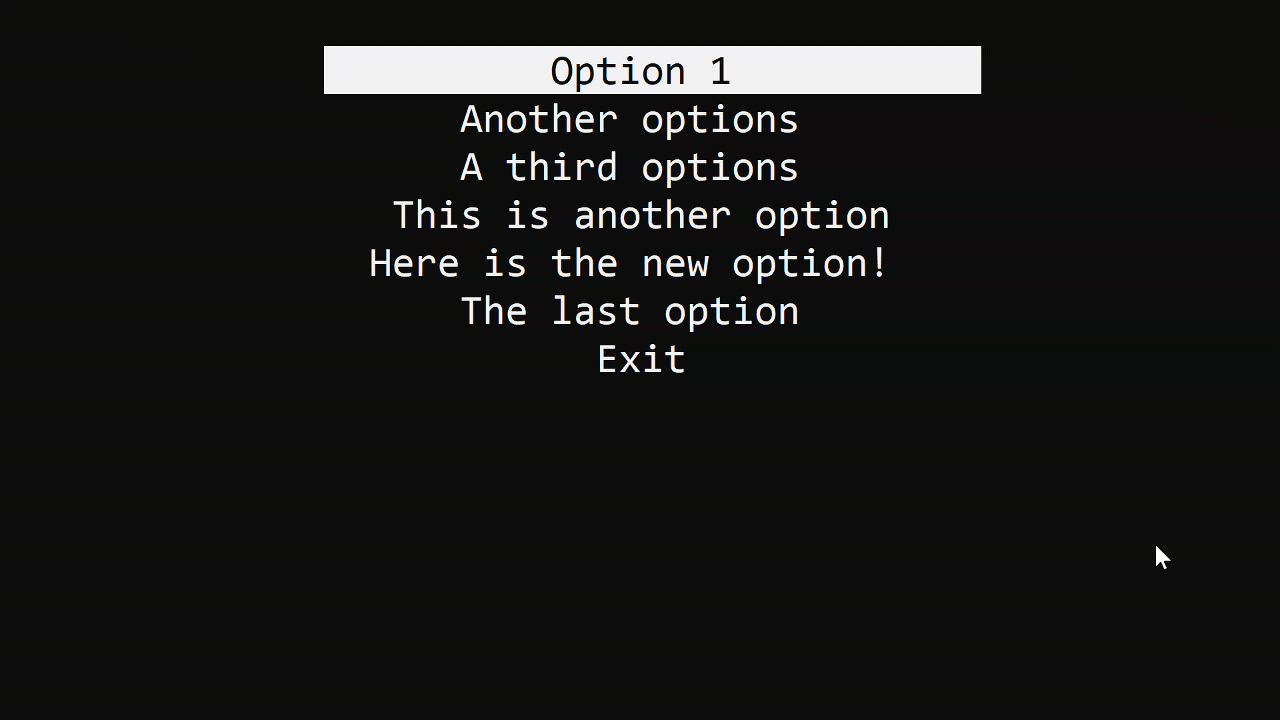 Option 1
Another options
A third options
This is another option
Here is the new option!
The last option
Exit